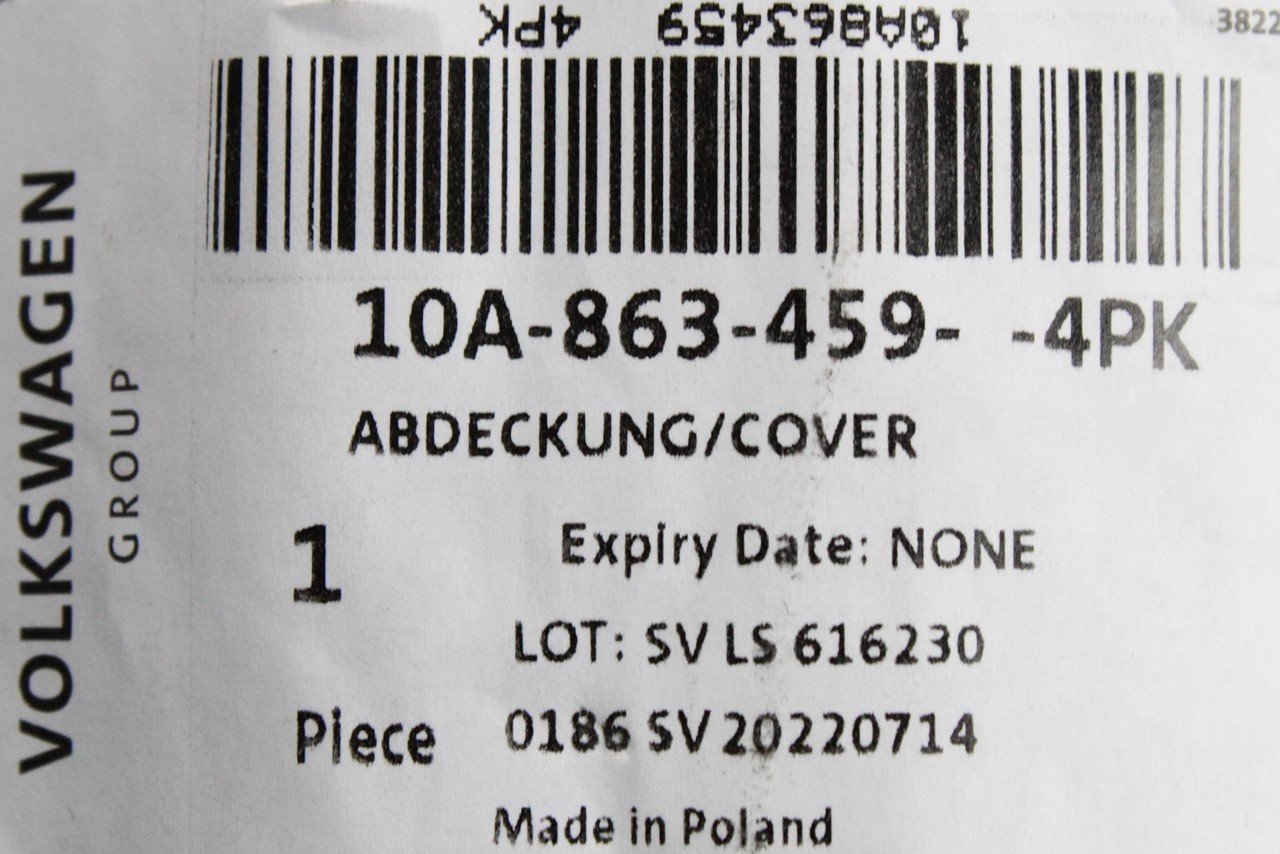 10A863459 4PK
3822
VOLKSWAGEN
GROUP
10A-863-459- -4PK
ABDECKUNG/COVER
1
Expiry Date: NONE
LOT: SV LS 616230
Piece 0186 SV 20220714
Made in Poland